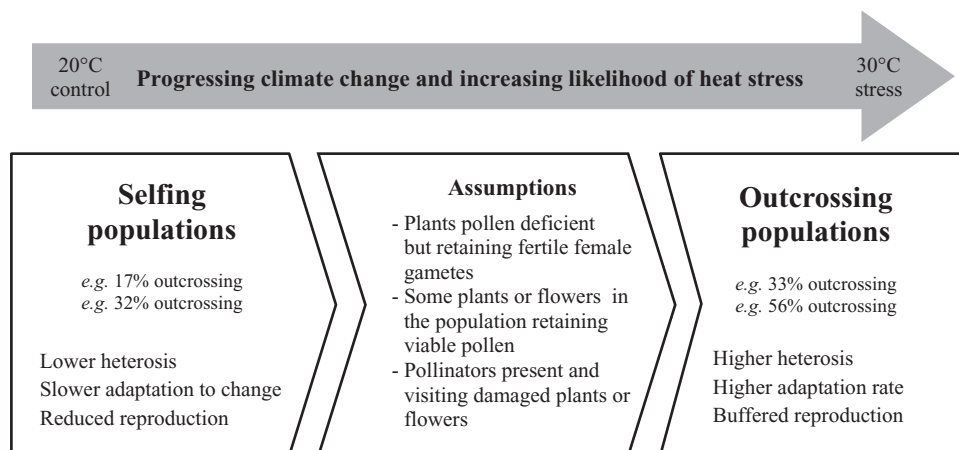 20°C
control
Progressing climate change and increasing likelihood of heat stress
30°C
stress
Selfing
populations
e.g. 17% outcrossing
e.g. 32% outcrossing
Lower heterosis
Slower adaptation to change
Reduced reproduction
Assumptions
- Plants pollen deficient
but retaining fertile female
gametes
- Some plants or flowers in
the population retaining
viable pollen
- Pollinators present and
visiting damaged plants or
flowers
Outcrossing
populations
e.g. 33% outcrossing
e.g. 56% outcrossing
Higher heterosis
Higher adaptation rate
Buffered reproduction